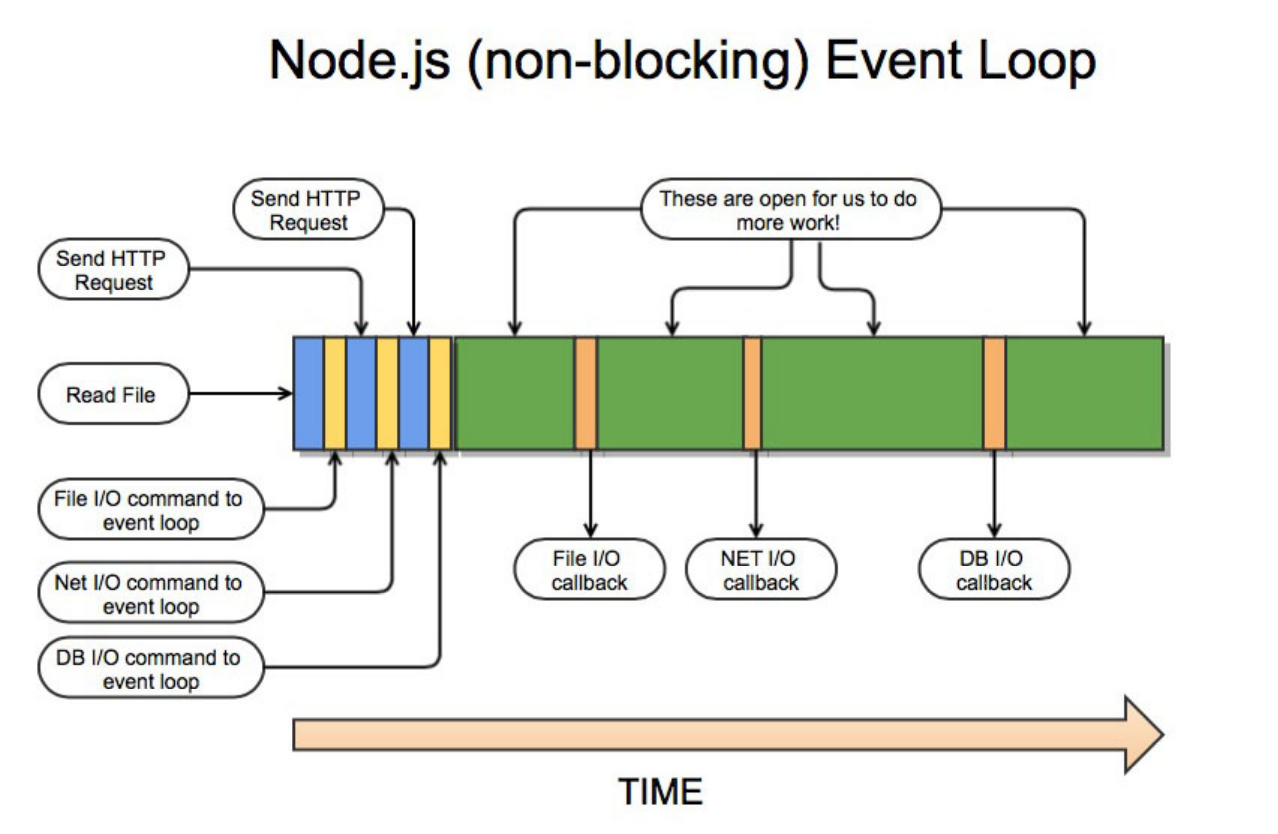 Node.js (non-blocking) Event Loop
Send HTTP
Request
These are open for us to do
more work!
Send HTTP
Request
Read File
File I/O command to
event loop
Net I/O command to
event loop
DB I/O command to
event loop
File I/O
callback
NET I/O
callback
DB I/O
callback
TIME